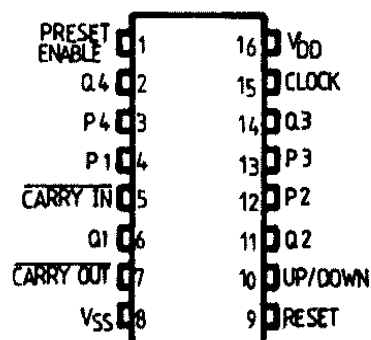 PRESET
ENABLE 1 16 VDD
Q4 2 15 CLOCK
P4 3 14 Q3
P1 4 13 P3
CARRY IN 5 12 P2
Q1 6 11 Q2
CARRY OUT 7 10 UP/DOWN
VSS 8 9 RESET